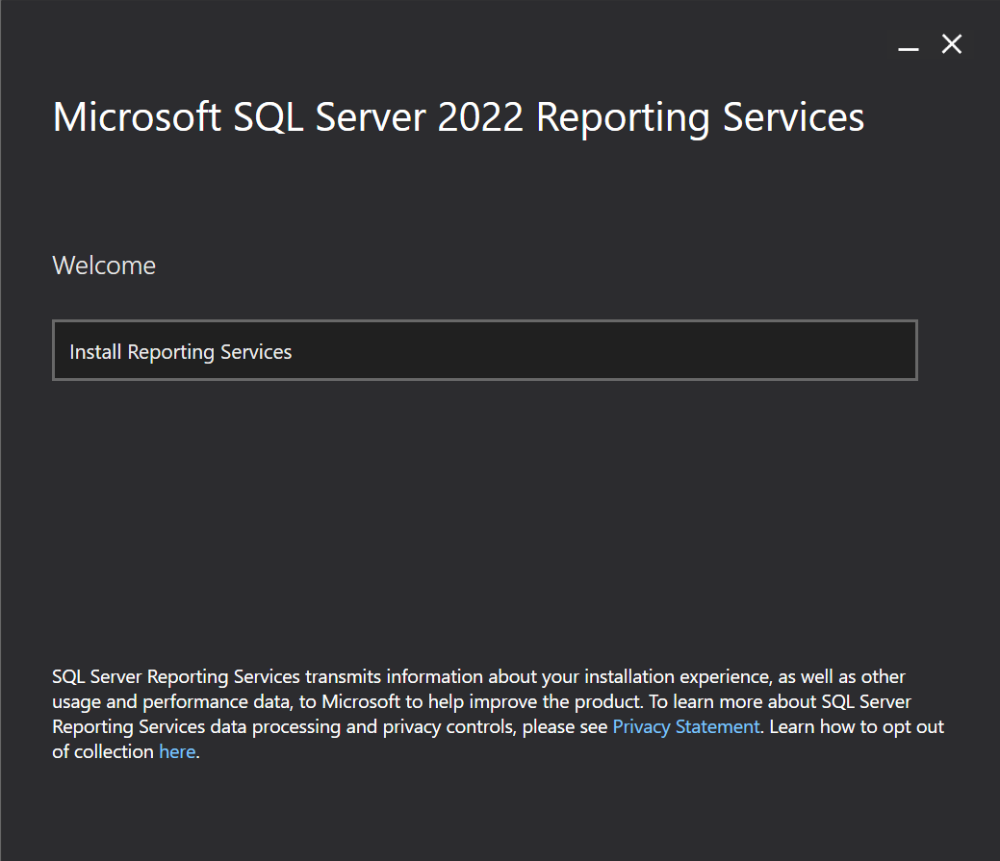 Microsoft SQL Server 2022 Reporting Services
Welcome
Install Reporting Services
SQL Server Reporting Services transmits information about your installation experience, as well as other
usage and performance data, to Microsoft to help improve the product. To learn more about SQL Server
Reporting Services data processing and privacy controls, please see Privacy Statement. Learn how to opt out
of collection here.